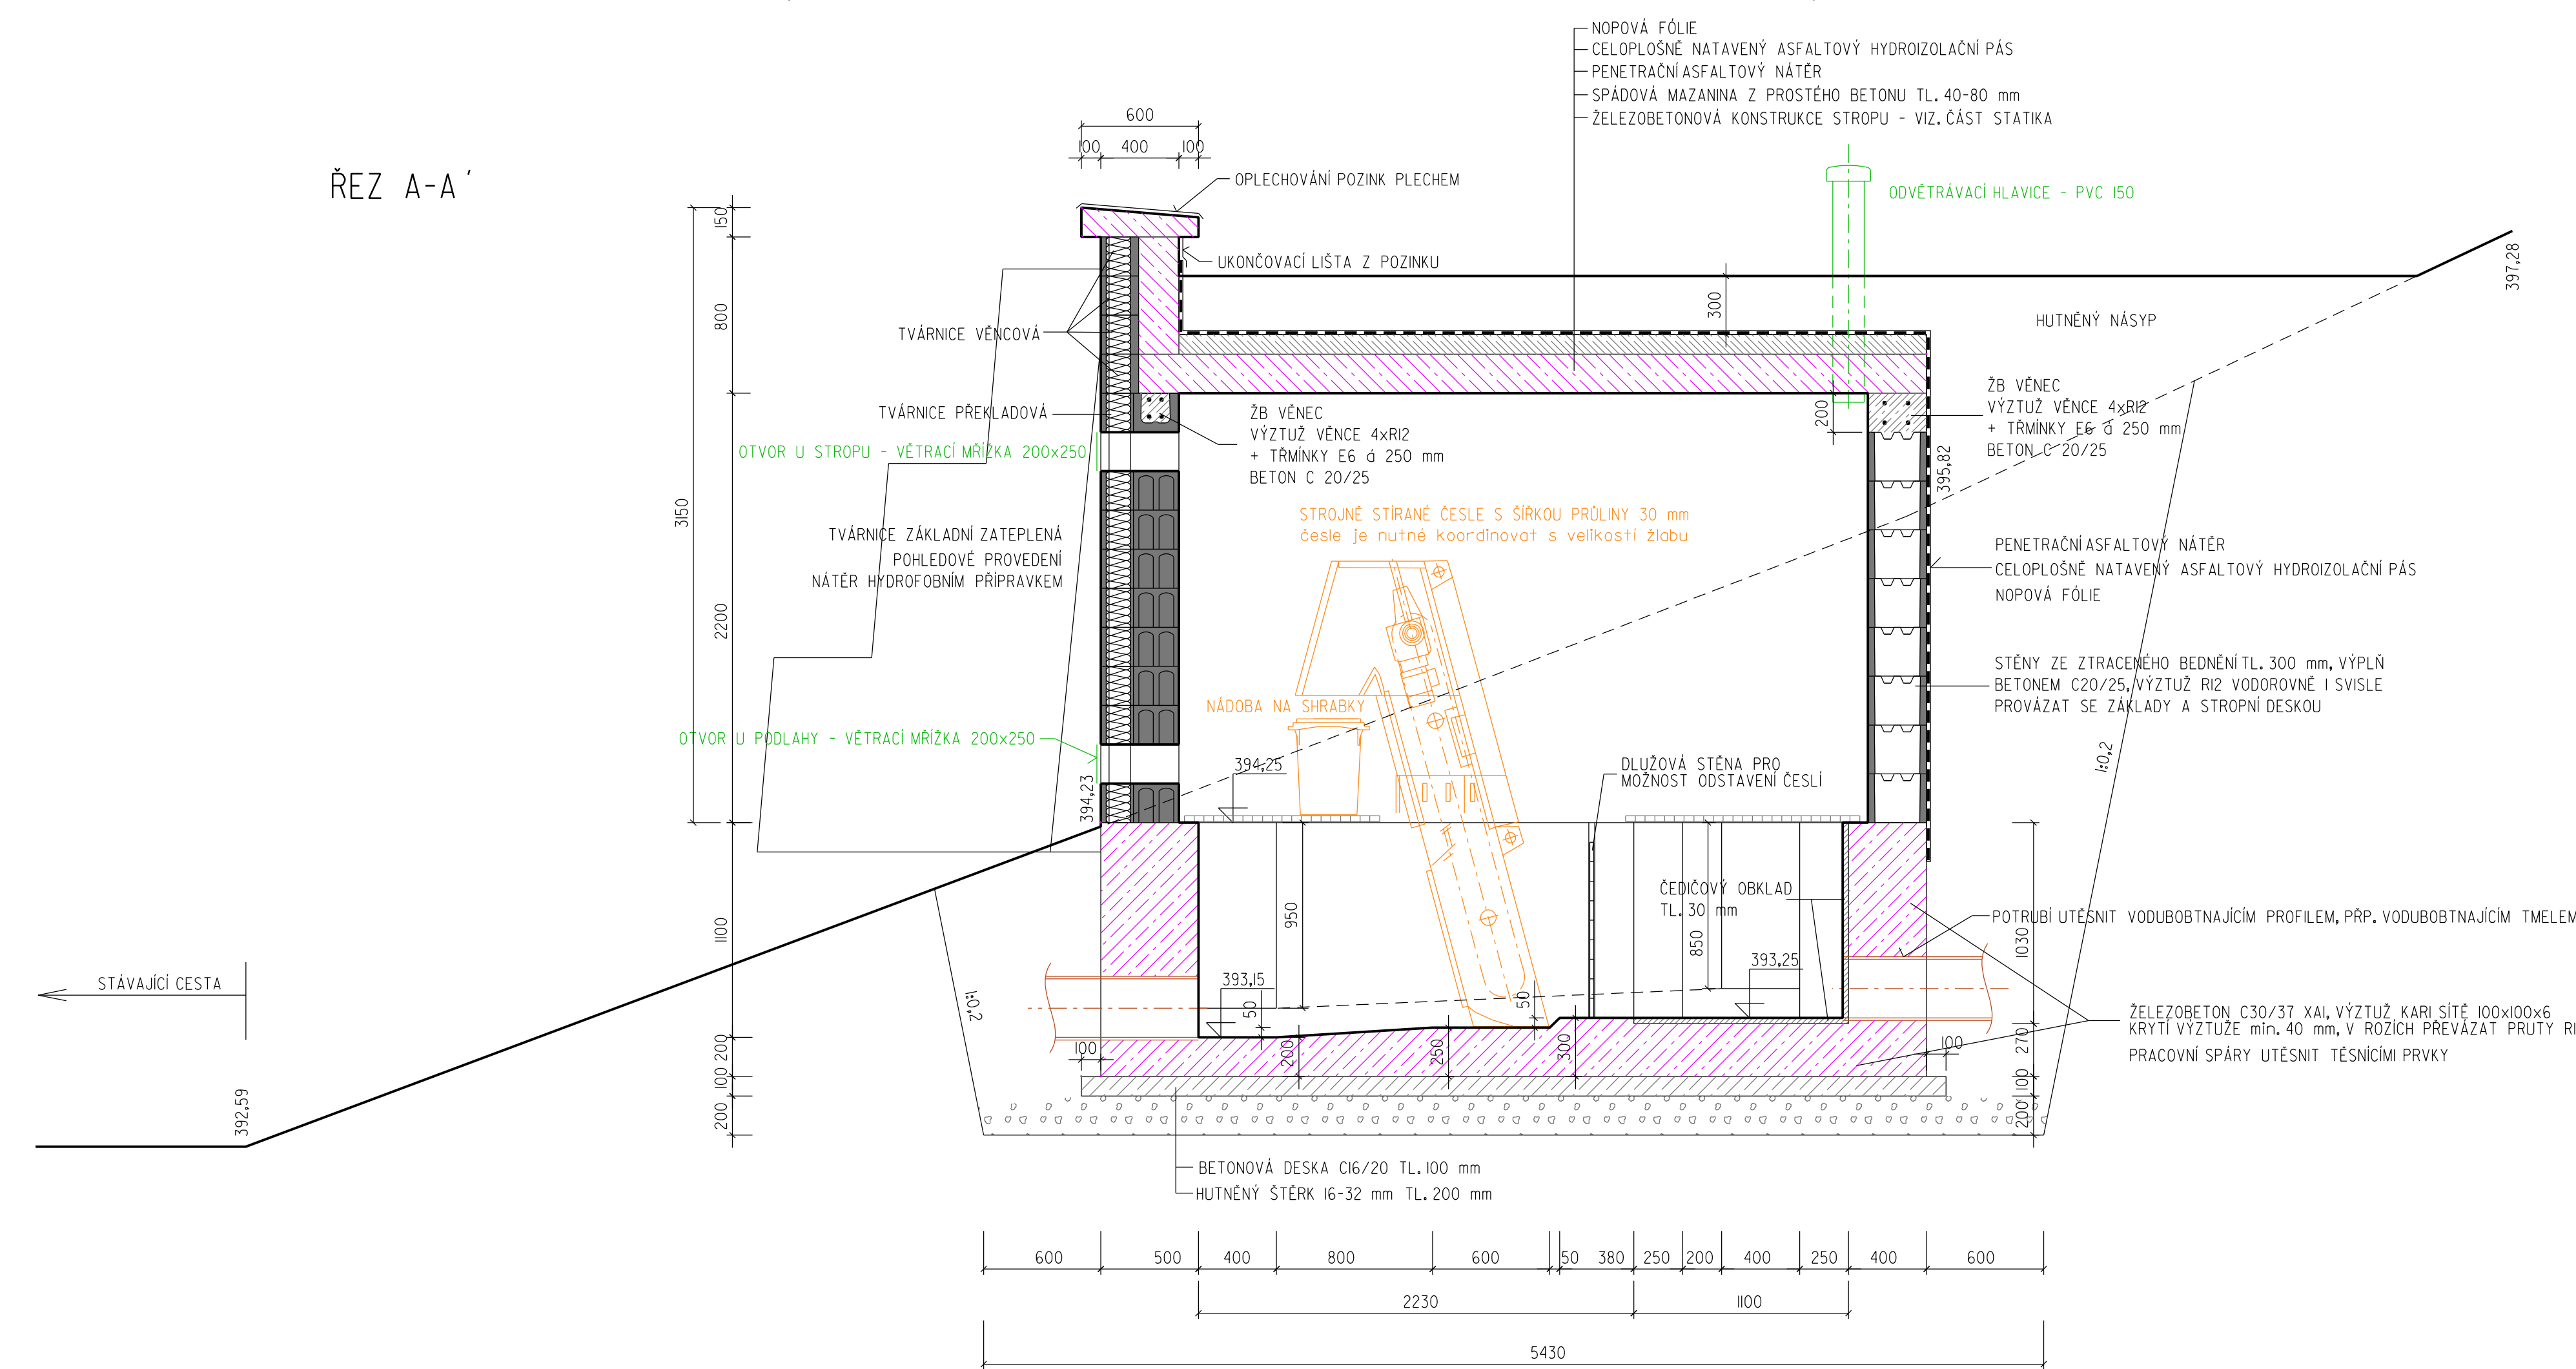 NOPOVÁ FÓLIE
CELOPLOŠNĚ NATAVENÝ ASFALTOVÝ HYDROIZOLAČNÍ PÁS
PENETRAČNÍ ASFALTOVÝ NÁTĚR
SPÁDOVÁ MAZANINA Z PROSTÉHO BETONU TL. 40-80 mm
ŽELEZOBETONOVÁ KONSTRUKCE STROPU - VIZ. ČÁST STATIKA
600
100 400 100
ŘEZ A-A´
OPLECHOVÁNÍ POZINK PLECHEM
ODVĚTRÁVACÍ HLAVICE - PVC 150
150
UKONČOVACÍ LIŠTA Z POZINKU
397,28
800
300
HUTNĚNÝ NÁSYP
TVÁRNICE VĚNCOVÁ
TVÁRNICE PŘEKLADOVÁ
ŽB VĚNEC
VÝZTUŽ VĚNCE 4xR12
+ TŘMÍNKY E6 á 250 mm
BETON C 20/25
200
ŽB VĚNEC
VÝZTUŽ VĚNCE 4xR12
+ TŘMÍNKY E6 á 250 mm
BETON C 20/25
OTVOR U STROPU - VĚTRACÍ MŘÍŽKA 200x250
395,82
3150
STROJNĚ STÍRANÉ ČESLE S ŠÍŘKOU PRŮLINY 30 mm
česle je nutné koordinovat s velikostí žlabu
TVÁRNICE ZÁKLADNÍ ZATEPLENÁ
POHLEDOVÉ PROVEDENÍ
NÁTĚR HYDROFOBNÍM PŘÍPRAVKEM
PENETRAČNÍ ASFALTOVÝ NÁTĚR
CELOPLOŠNĚ NATAVENÝ ASFALTOVÝ HYDROIZOLAČNÍ PÁS
NOPOVÁ FÓLIE
2200
STĚNY ZE ZTRACENÉHO BEDNĚNÍ TL. 300 mm, VÝPLŇ
BETONEM C20/25, VÝZTUŽ R12 VODOROVNĚ I SVISLE
PROVÁZAT SE ZÁKLADY A STROPNÍ DESKOU
NÁDOBA NA SHRABKY
OTVOR U PODLAHY - VĚTRACÍ MŘÍŽKA 200x250
1:0,2
394,25
394,23
DLUŽOVÁ STĚNA PRO
MOŽNOST ODSTAVENÍ ČESLÍ
ČEDIČOVÝ OBKLAD
TL. 30 mm
950
850
1100
1030
POTRUBÍ UTĚSNIT VODUBOBTNAJÍCÍM PROFILEM, PŘP. VODUBOBTNAJÍCÍM TMELEM
STÁVAJÍCÍ CESTA
393,15
393,25
1:0,2
50
50
ŽELEZOBETON C30/37 XA1, VÝZTUŽ KARI SÍTĚ 100x100x6
KRYTÍ VÝZTUŽE min. 40 mm, V ROZÍCH PŘEVÁZAT PRUTY R1
PRACOVNÍ SPÁRY UTĚSNIT TĚSNÍCÍMI PRVKY
200
100
200
250
300
100
270
100
100
200
200
392,59
BETONOVÁ DESKA C16/20 TL. 100 mm
HUTNĚNÝ ŠTĚRK 16-32 mm TL. 200 mm
600 500 400 800 600 50 380 250 200 400 250 400 600
2230 1100
5430